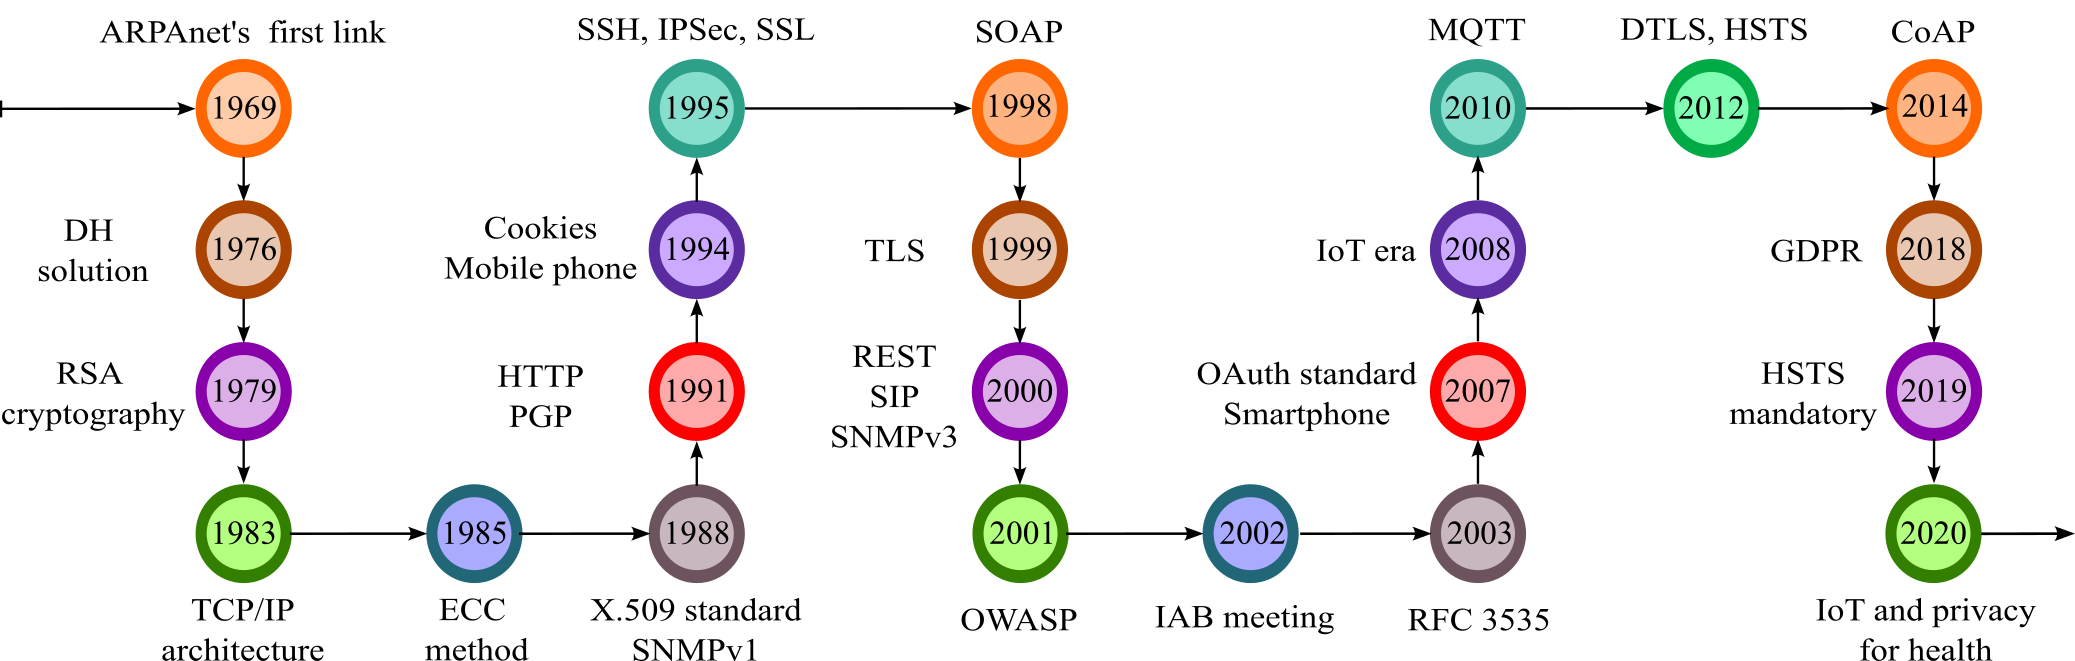 ARPAnet's first link
1969
DH
solution
1976
RSA
cryptography
1979
1983
TCP/IP
architecture
1985
ECC
method
1988
X.509 standard
SNMPv1
HTTP
PGP
1991
Cookies
Mobile phone
1994
SSH, IPSec, SSL
1995
SOAP
1998
TLS
1999
REST
SIP
SNMPv3
2000
2001
OWASP
2002
IAB meeting
2003
RFC 3535
OAuth standard
Smartphone
2007
IoT era
2008
MQTT
2010
DTLS, HSTS
2012
CoAP
2014
GDPR
2018
HSTS
mandatory
2019
2020
IoT and privacy
for health